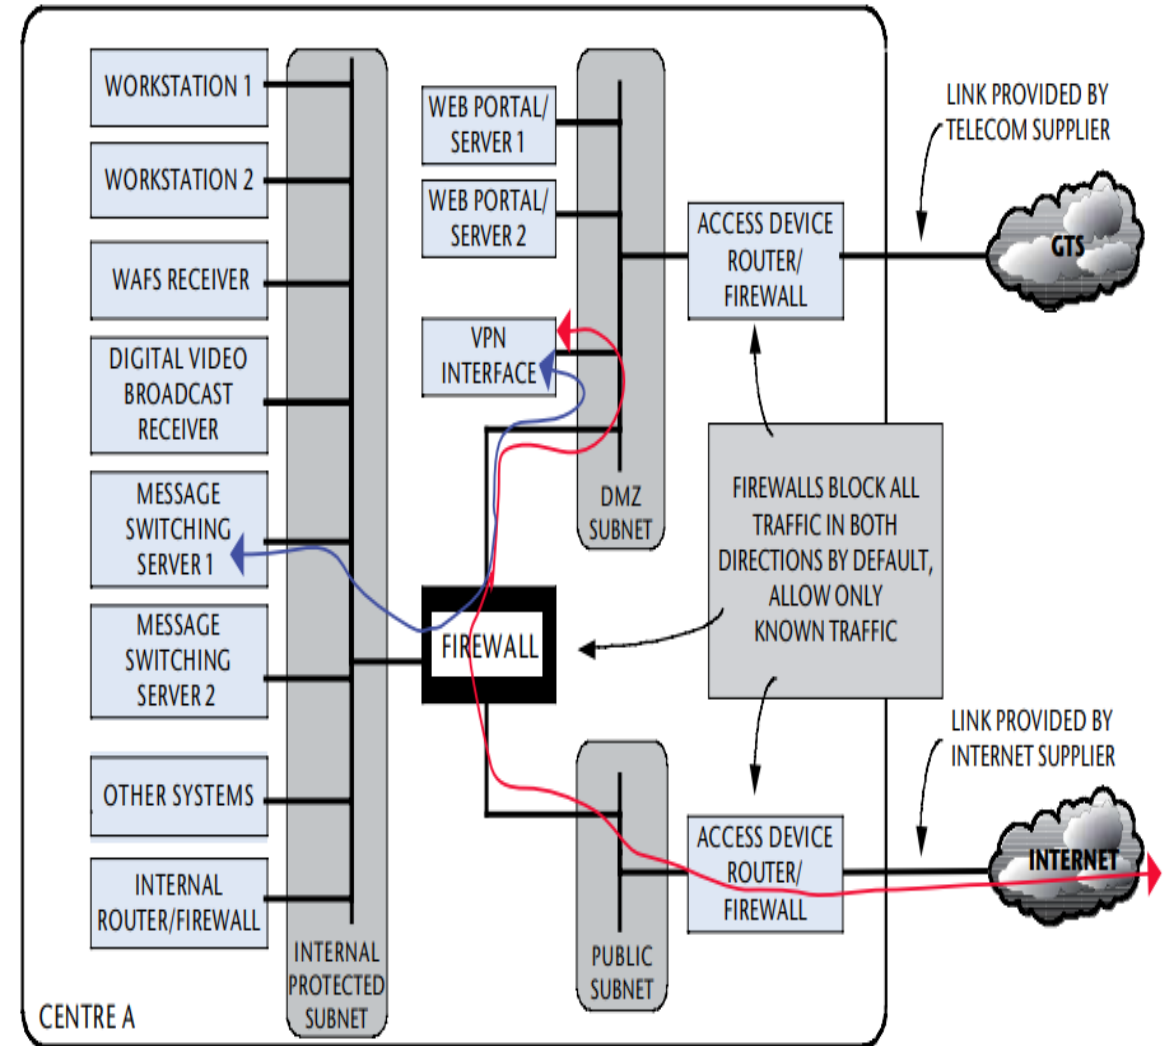 WORKSTATION 1
WORKSTATION 2
WAFS RECEIVER
DIGITAL VIDEO
BROADCAST
RECEIVER
MESSAGE
SWITCHING
SERVER 1
MESSAGE
SWITCHING
SERVER 2
OTHER SYSTEMS
INTERNAL
ROUTER/FIREWALL
INTERNAL
PROTECTED
SUBNET
CENTRE A
WEB PORTAL/
SERVER 1
WEB PORTAL/
SERVER 2
VPN
INTERFACE
DMZ
SUBNET
FIREWALL
PUBLIC
SUBNET
ACCESS DEVICE
ROUTER/
FIREWALL
LINK PROVIDED BY
TELECOM SUPPLIER
GTS
FIREWALLS BLOCK ALL
TRAFFIC IN BOTH
DIRECTIONS BY DEFAULT,
ALLOW ONLY
KNOWN TRAFFIC
LINK PROVIDED BY
INTERNET SUPPLIER
ACCESS DEVICE
ROUTER/
FIREWALL
INTERNET